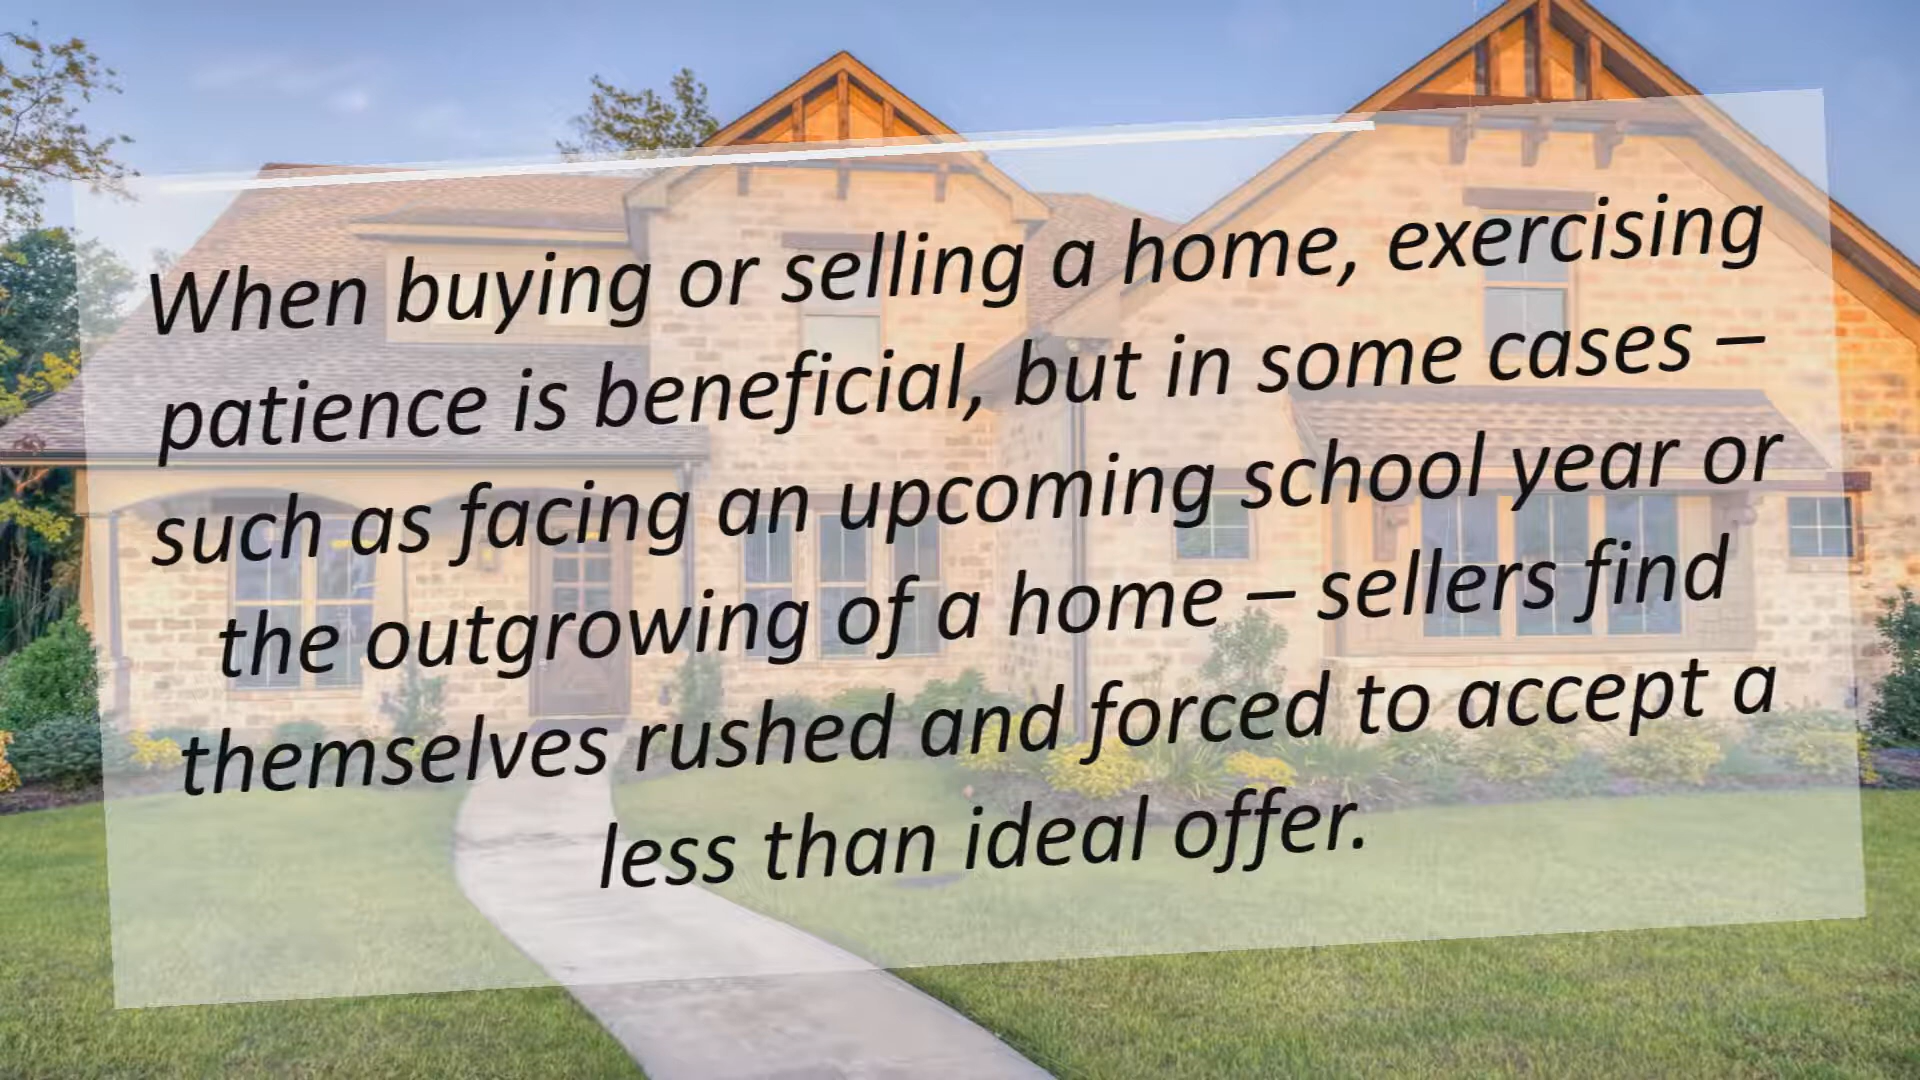 When buying or selling a home, exercising
patience is beneficial, but in some cases –
such as facing an upcoming school year or
the outgrowing of a home – sellers find
themselves rushed and forced to accept a
less than ideal offer.